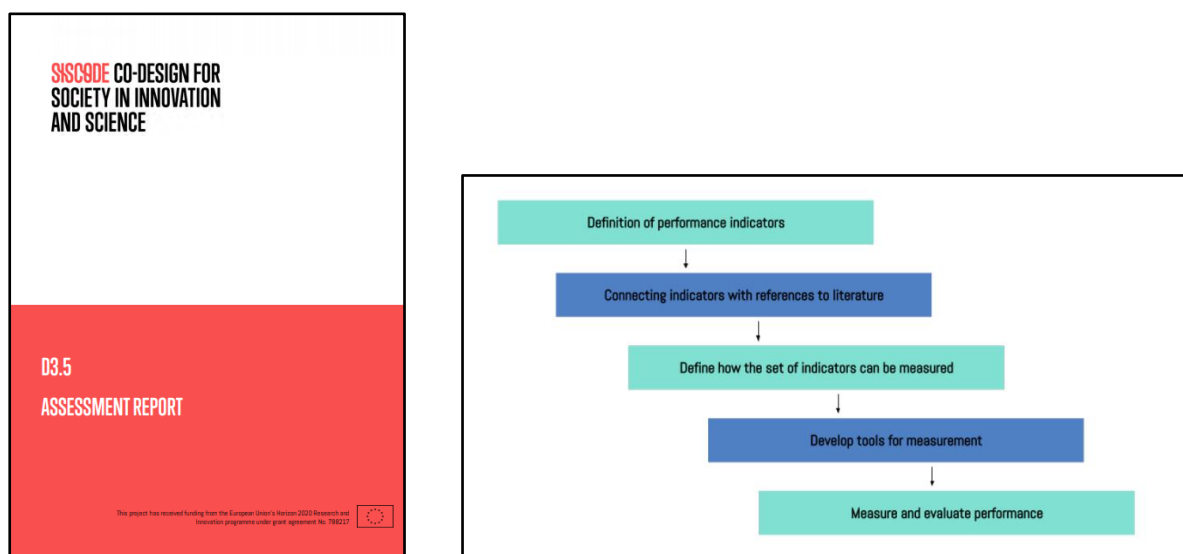 SISCODE CO-DESIGN FOR
SOCIETY IN INNOVATION
AND SCIENCE
D3.5
ASSESSMENT REPORT
This project has received funding from the European Union's Horizon 2020 Research and
Innovation programme under grant agreement No. 788217
Definition of performance indicators
Connecting indicators with references to literature
Define how the set of indicators can be measured
Develop tools for measurement
Measure and evaluate performance